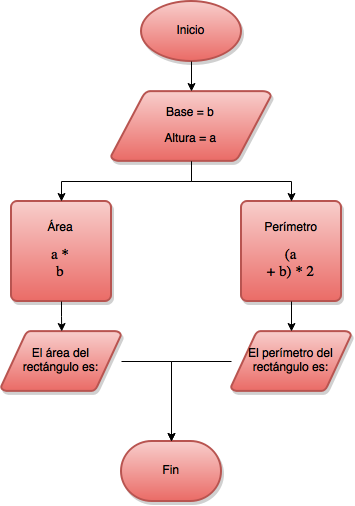 Inicio
Base = b
Altura = a
Área
a *
b
Perímetro
(a
+ b) * 2
El área del
rectángulo es:
El perímetro del
rectángulo es:
Fin